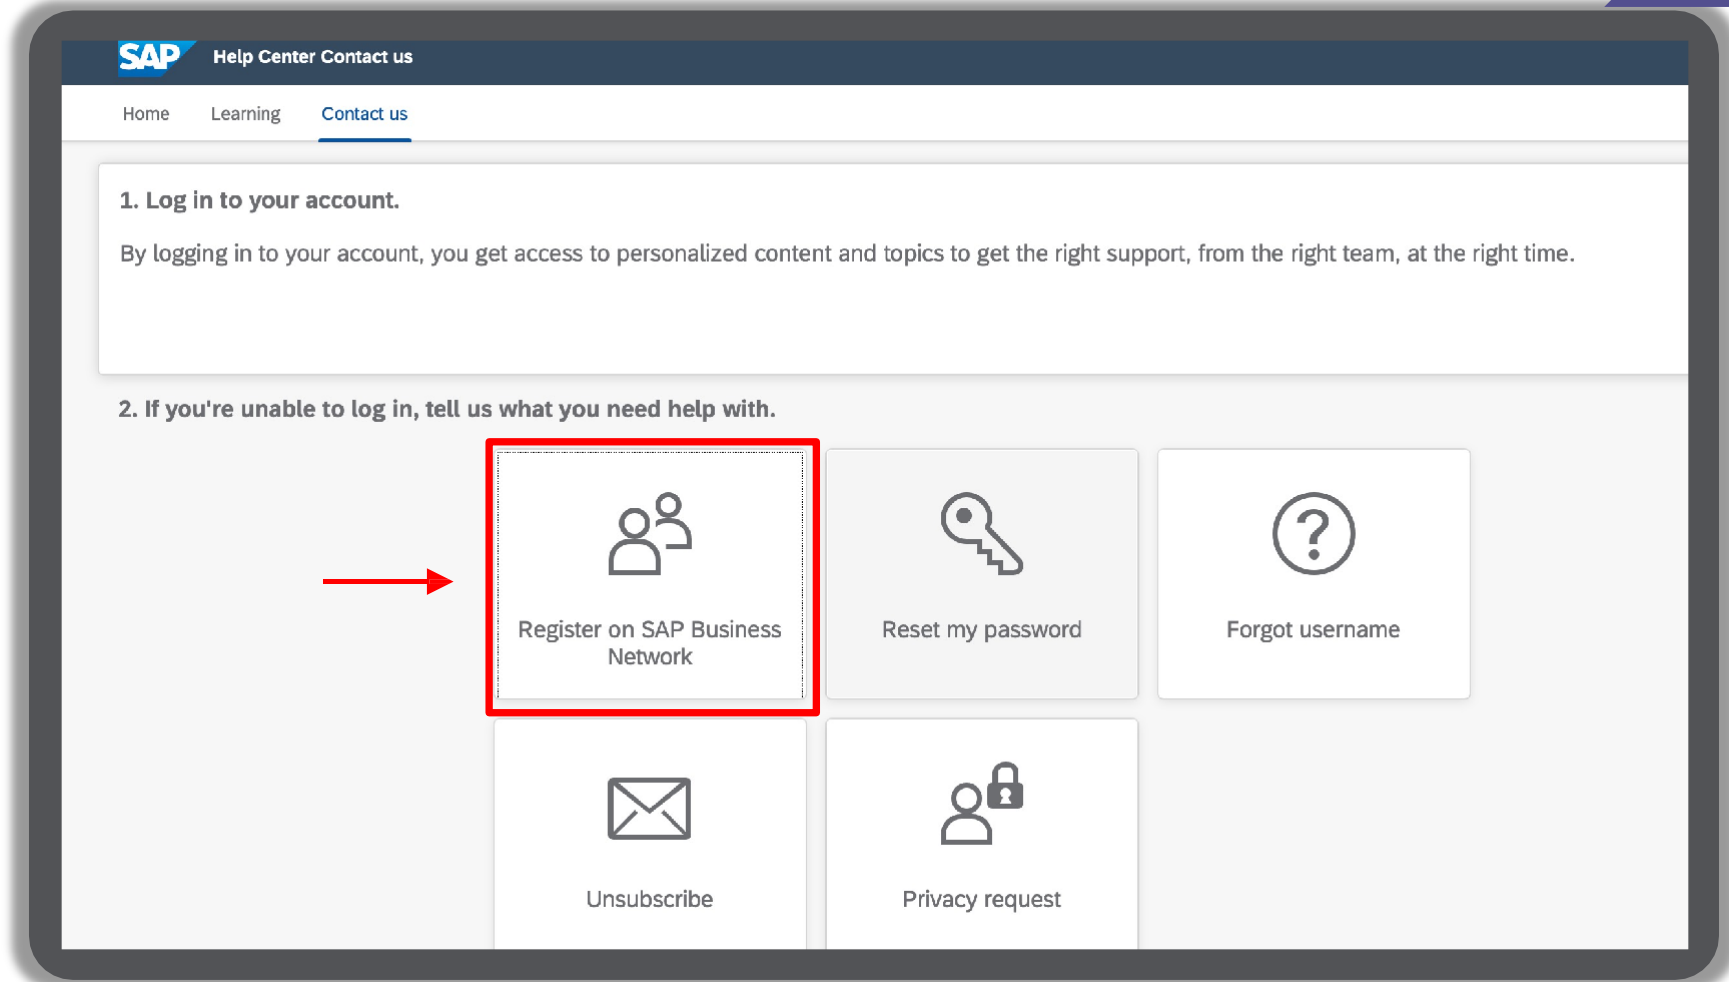 SAP Help Center Contact us
Home Learning Contact us
1. Log in to your account.
By logging in to your account, you get access to personalized content and topics to get the right support, from the right team, at the right time.
2. If you're unable to log in, tell us what you need help with.
Register on SAP Business
Network
Reset my password
Forgot username
Unsubscribe
Privacy request